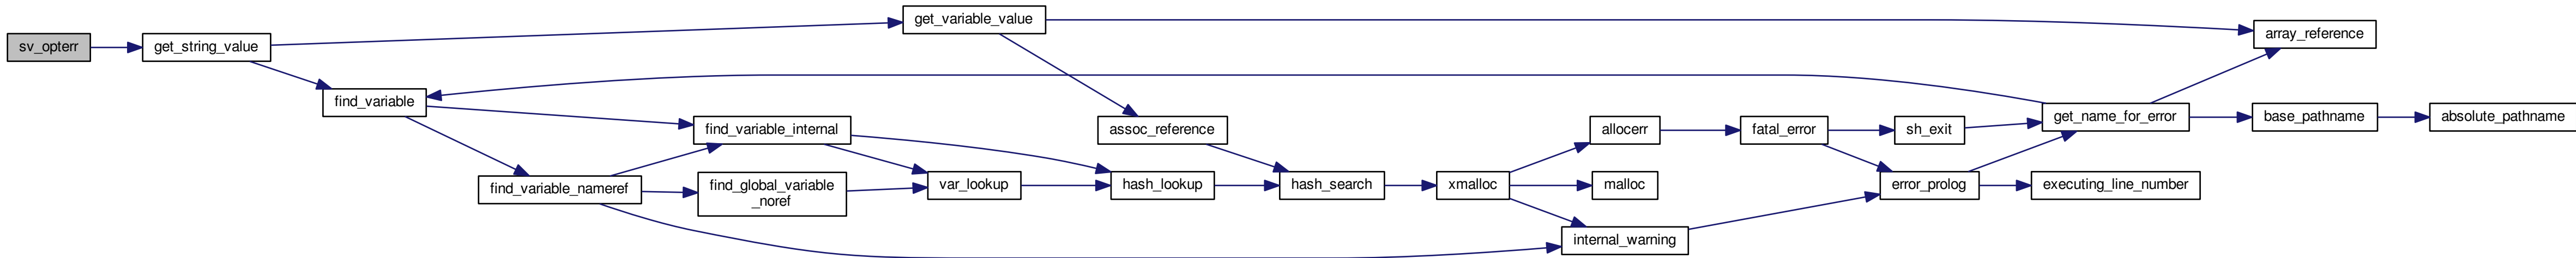 sv_opterr
get_string_value
get_variable_value
find_variable
find_variable_internal
find_variable_nameref
find_global_variable
_noref
assoc_reference
var_lookup
hash_lookup
hash_search
xmalloc
allocerr
malloc
internal_warning
fatal_error
sh_exit
error_prolog
get_name_for_error
executing_line_number
array_reference
base_pathname
absolute_pathname